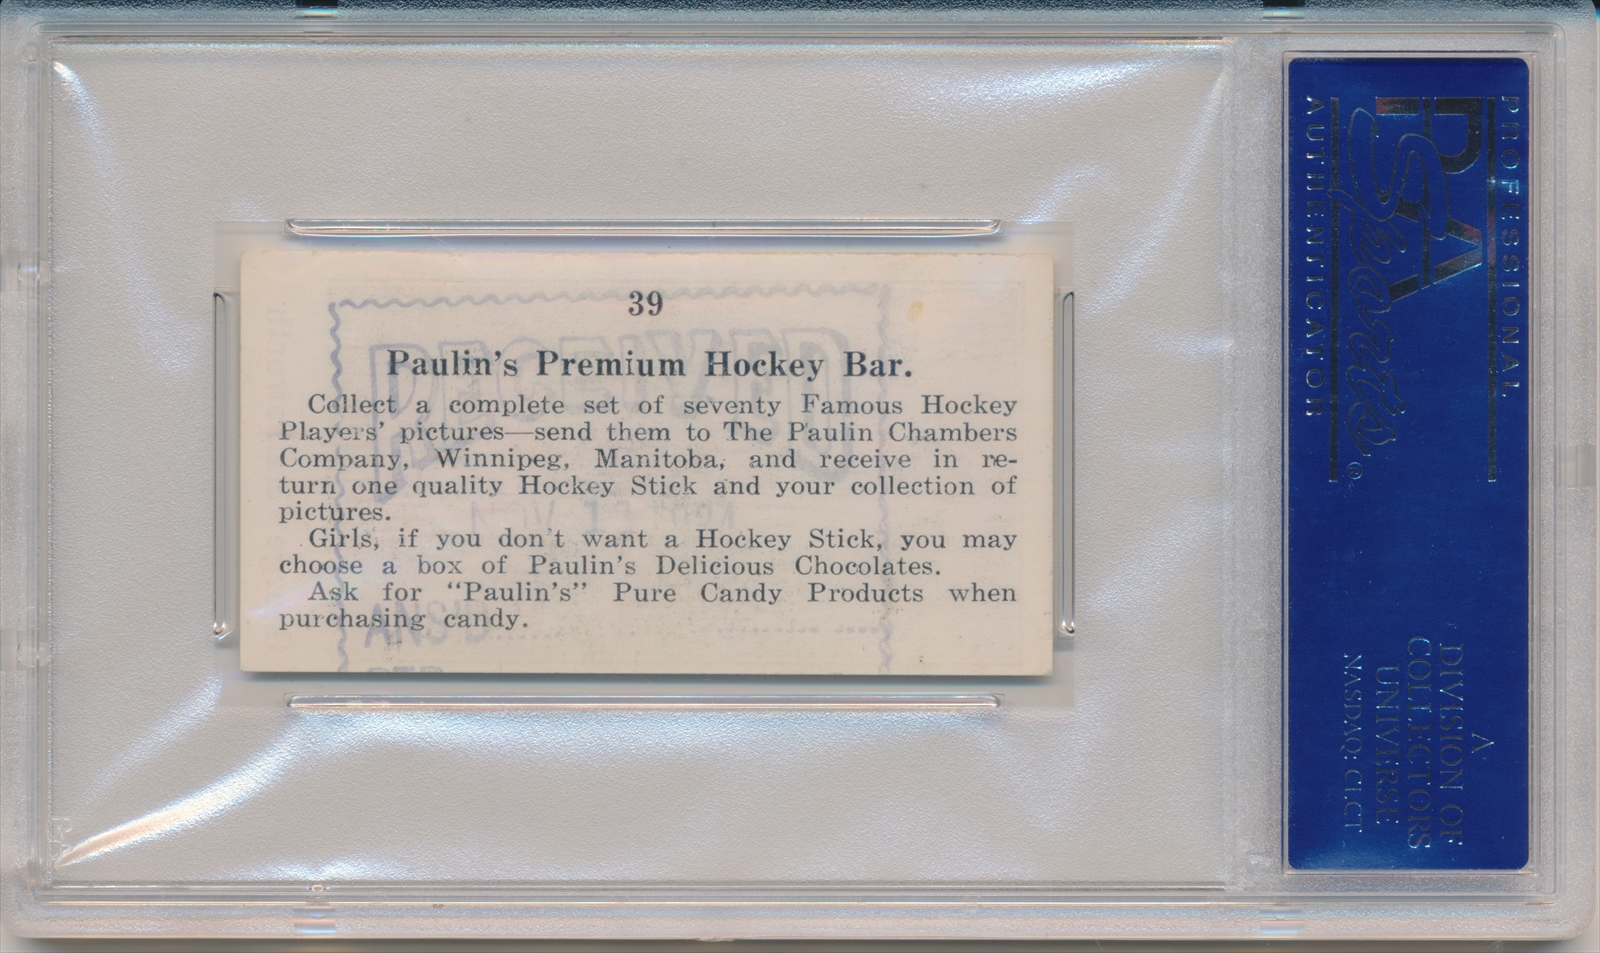 39
Paulin's Premium Hockey Bar.
Collect a complete set of seventy Famous Hockey
Players' pictures—send them to The Paulin Chambers
Company, Winnipeg, Manitoba, and receive in re-
turn one quality Hockey Stick and your collection of
pictures.
Girls, if you don't want a Hockey Stick, you may
choose a box of Paulin's Delicious Chocolates.
Ask for "Paulin's" Pure Candy Products when
purchasing candy.
PROFESSIONAL
PSA
Sports
®
AUTHENTICATOR
A
DIVISION OF
COLLECTORS
UNIVERSE
NASDAQ: CLCT